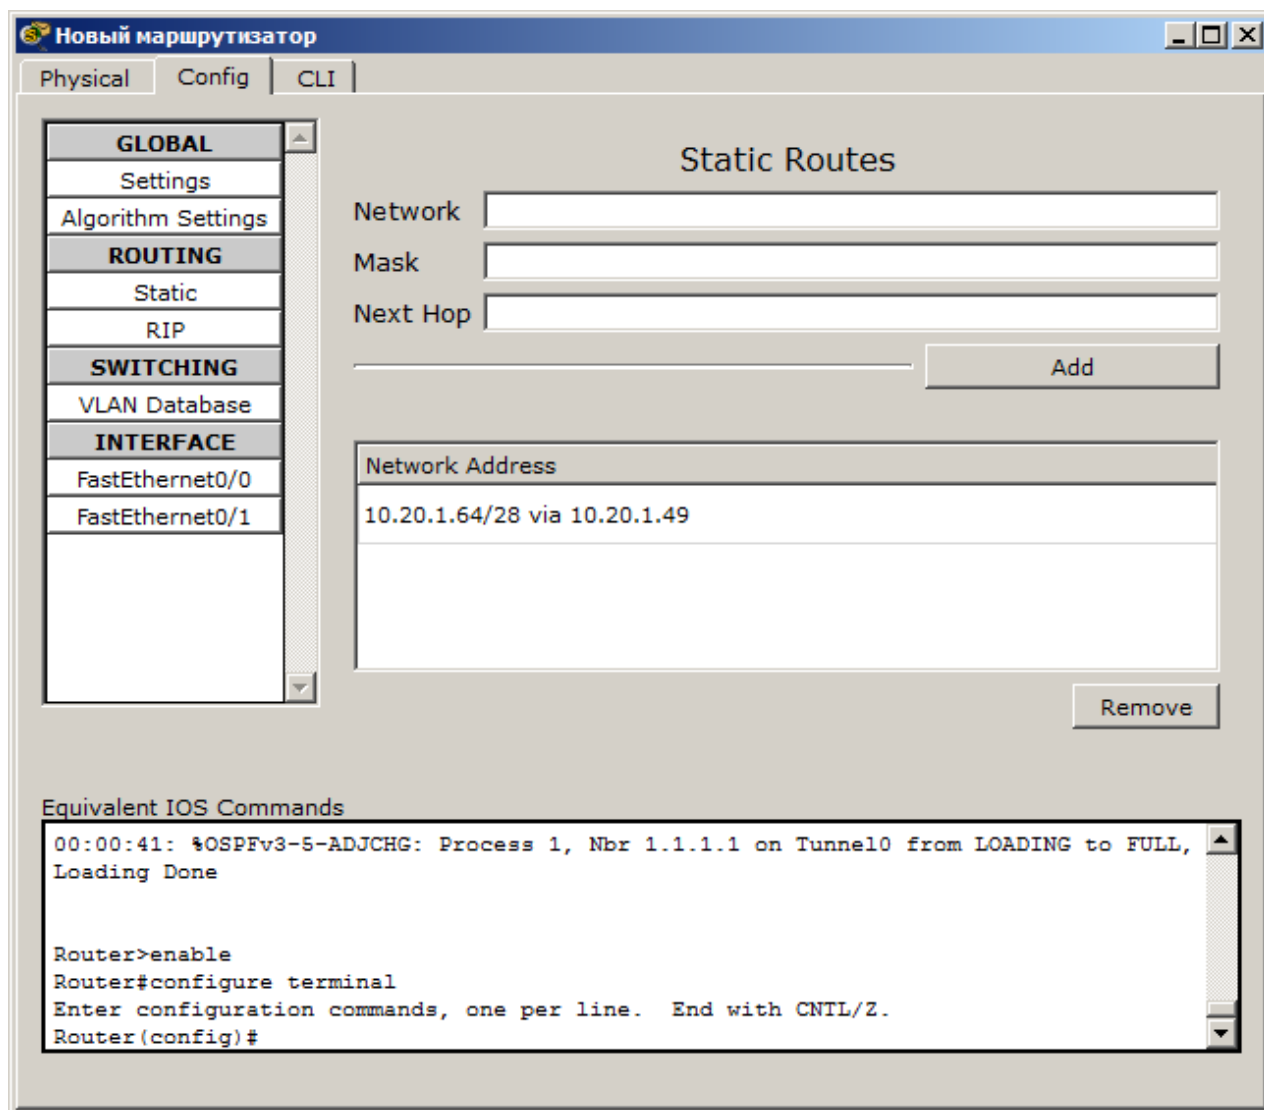 Новый маршрутизатор
Physical Config CLI
GLOBAL
Settings
Algorithm Settings
ROUTING
Static
RIP
SWITCHING
VLAN Database
INTERFACE
FastEthernet0/0
FastEthernet0/1
Static Routes
Network
Mask
Next Hop
Add
Network Address
10.20.1.64/28 via 10.20.1.49
Remove
Equivalent IOS Commands
00:00:41: %OSPFv3-5-ADJCHG: Process 1, Nbr 1.1.1.1 on Tunnel0 from LOADING to FULL,
Loading Done
Router>enable
Router#configure terminal
Enter configuration commands, one per line.  End with CNTL/Z.
Router(config)#